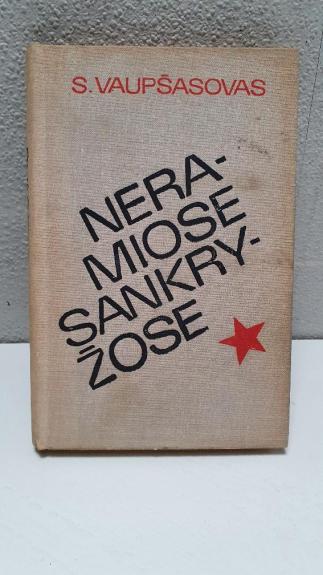 S. VAUPŠASOVAS
NERA-
MIOSE
SANKRY-
ŽOSE